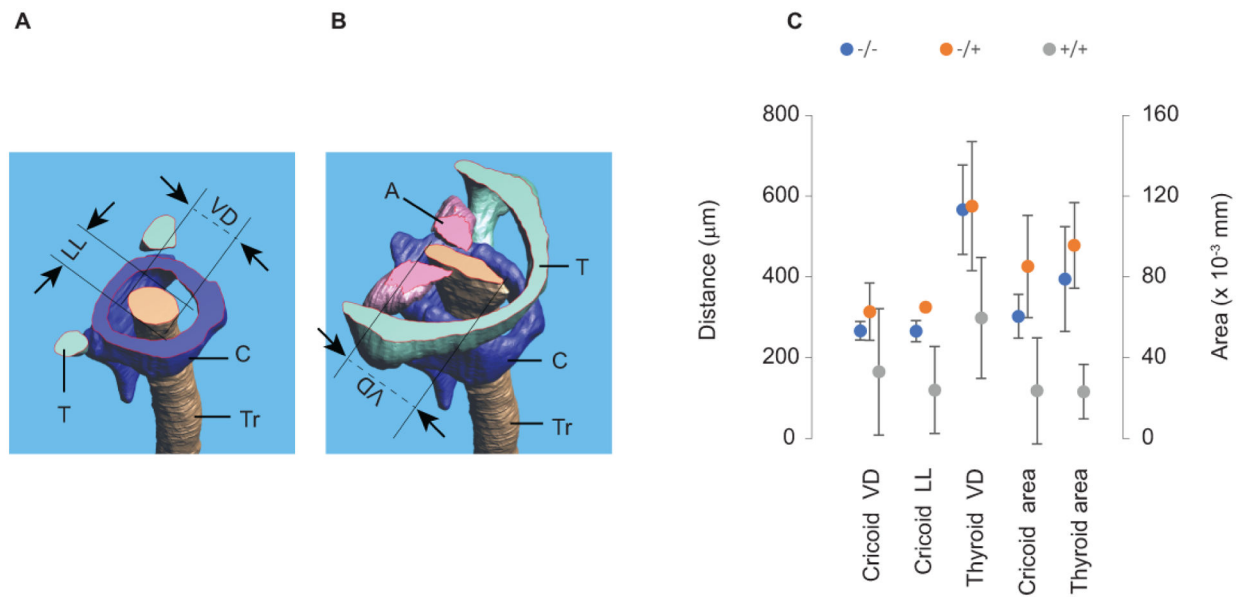 A
B
C
-/-
-/+
+/+
LL
VD
T
C
Tr
A
T
C
VD
Tr
Distance (µm)
800
600
400
200
0
160
120
80
40
0
Area (x 10-3 mm)
Cricoid VD
Cricoid LL
Thyroid VD
Cricoid area
Thyroid area